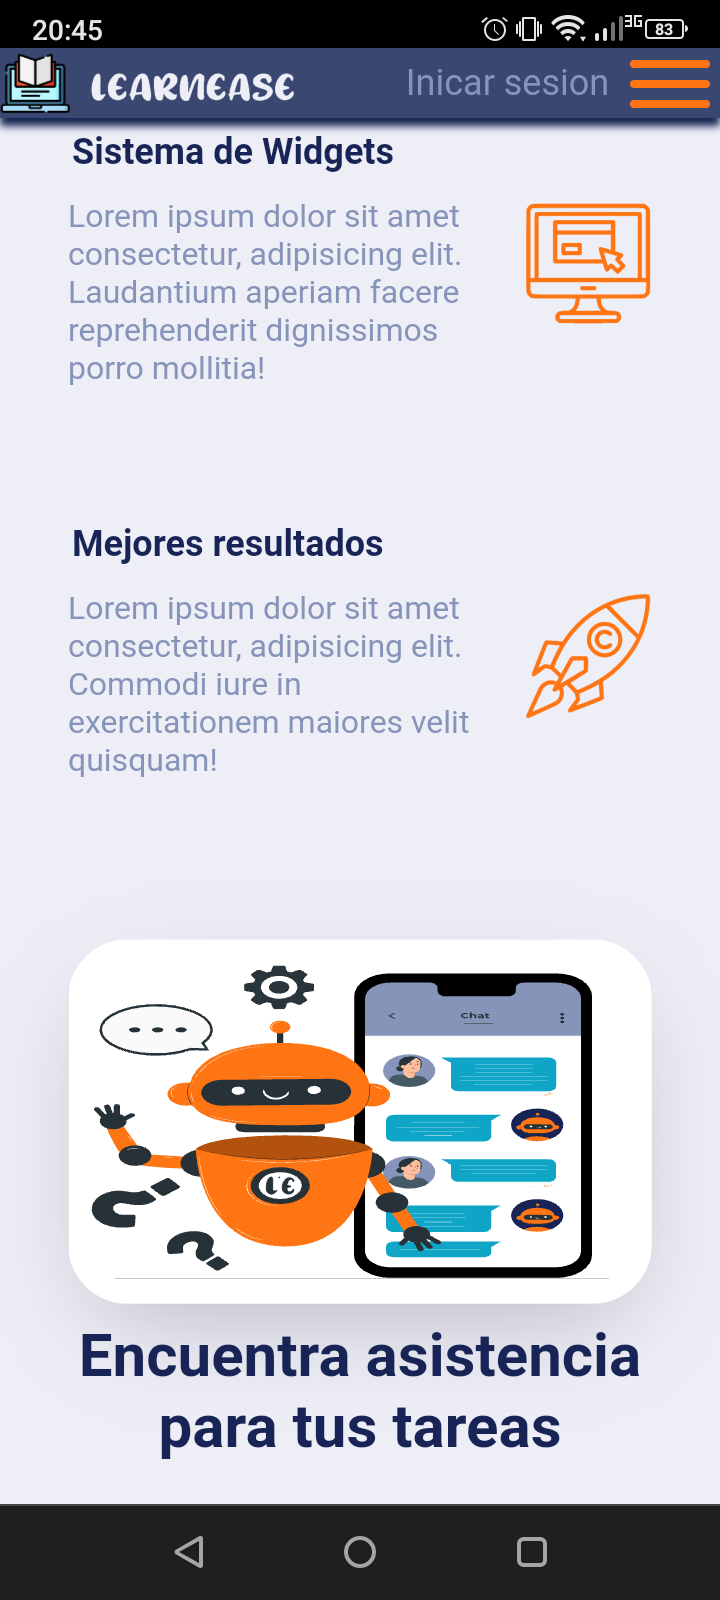 20:45
3G
83
LEARNEASE
Inicar sesion
Sistema de Widgets
Lorem ipsum dolor sit amet
consectetur, adipisicing elit.
Laudantium aperiam facere
reprehenderit dignissimos
porro mollitia!
Mejores resultados
Lorem ipsum dolor sit amet
consectetur, adipisicing elit.
Commodi iure in
exercitationem maiores velit
quisquam!
C
< Chat
LE
Encuentra asistencia
para tus tareas